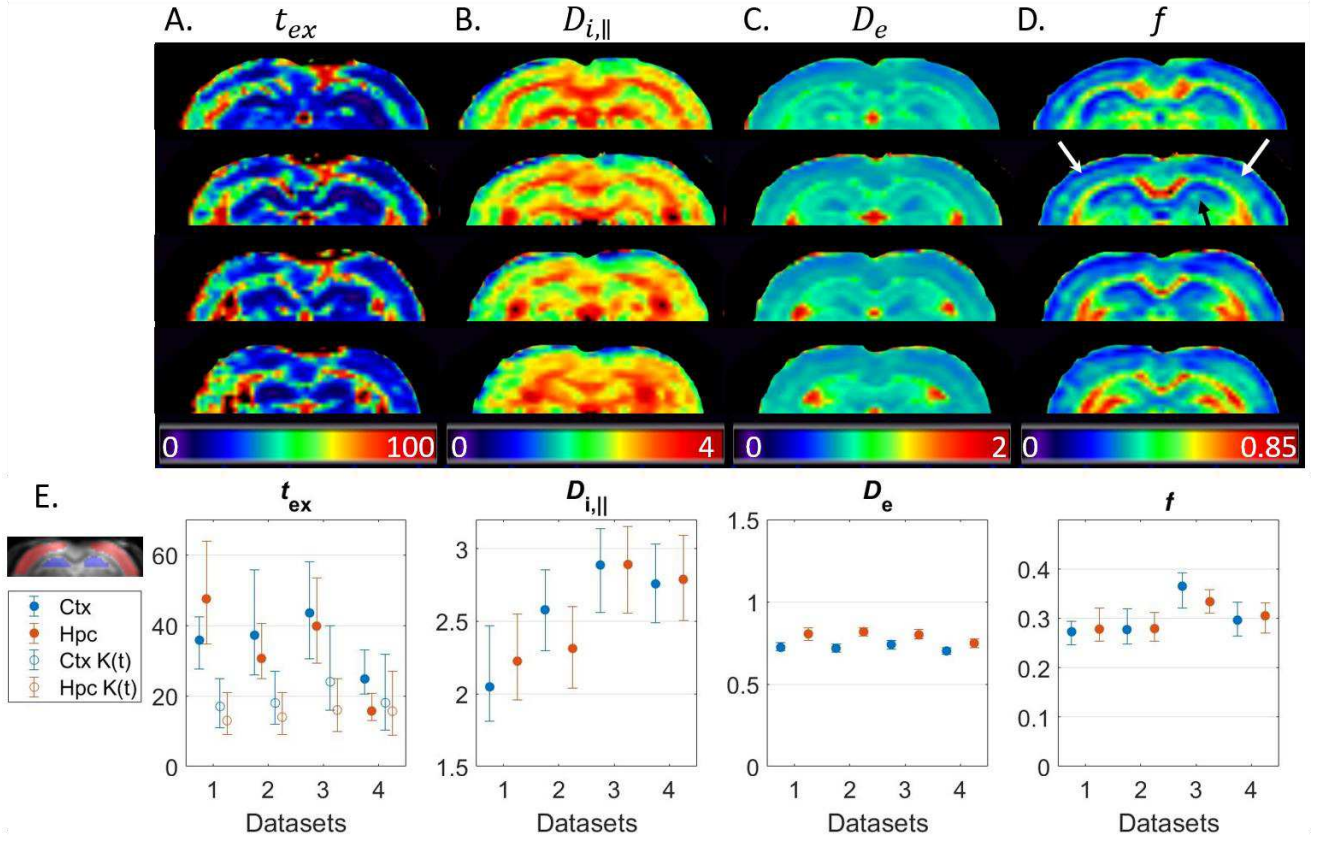 A. t_ex B. D_i,∥ C. D_e D. f
0 100 0 4 0 2 0 0.85
E.
t_ex D_i,|| D_e f
Ctx
Hpc
Ctx K(t)
Hpc K(t)
60
40
20
0
1 2 3 4
Datasets
3
2.5
2
1.5
1 2 3 4
Datasets
1.5
1
0.5
0
1 2 3 4
Datasets
0.4
0.3
0.2
0.1
0
1 2 3 4
Datasets